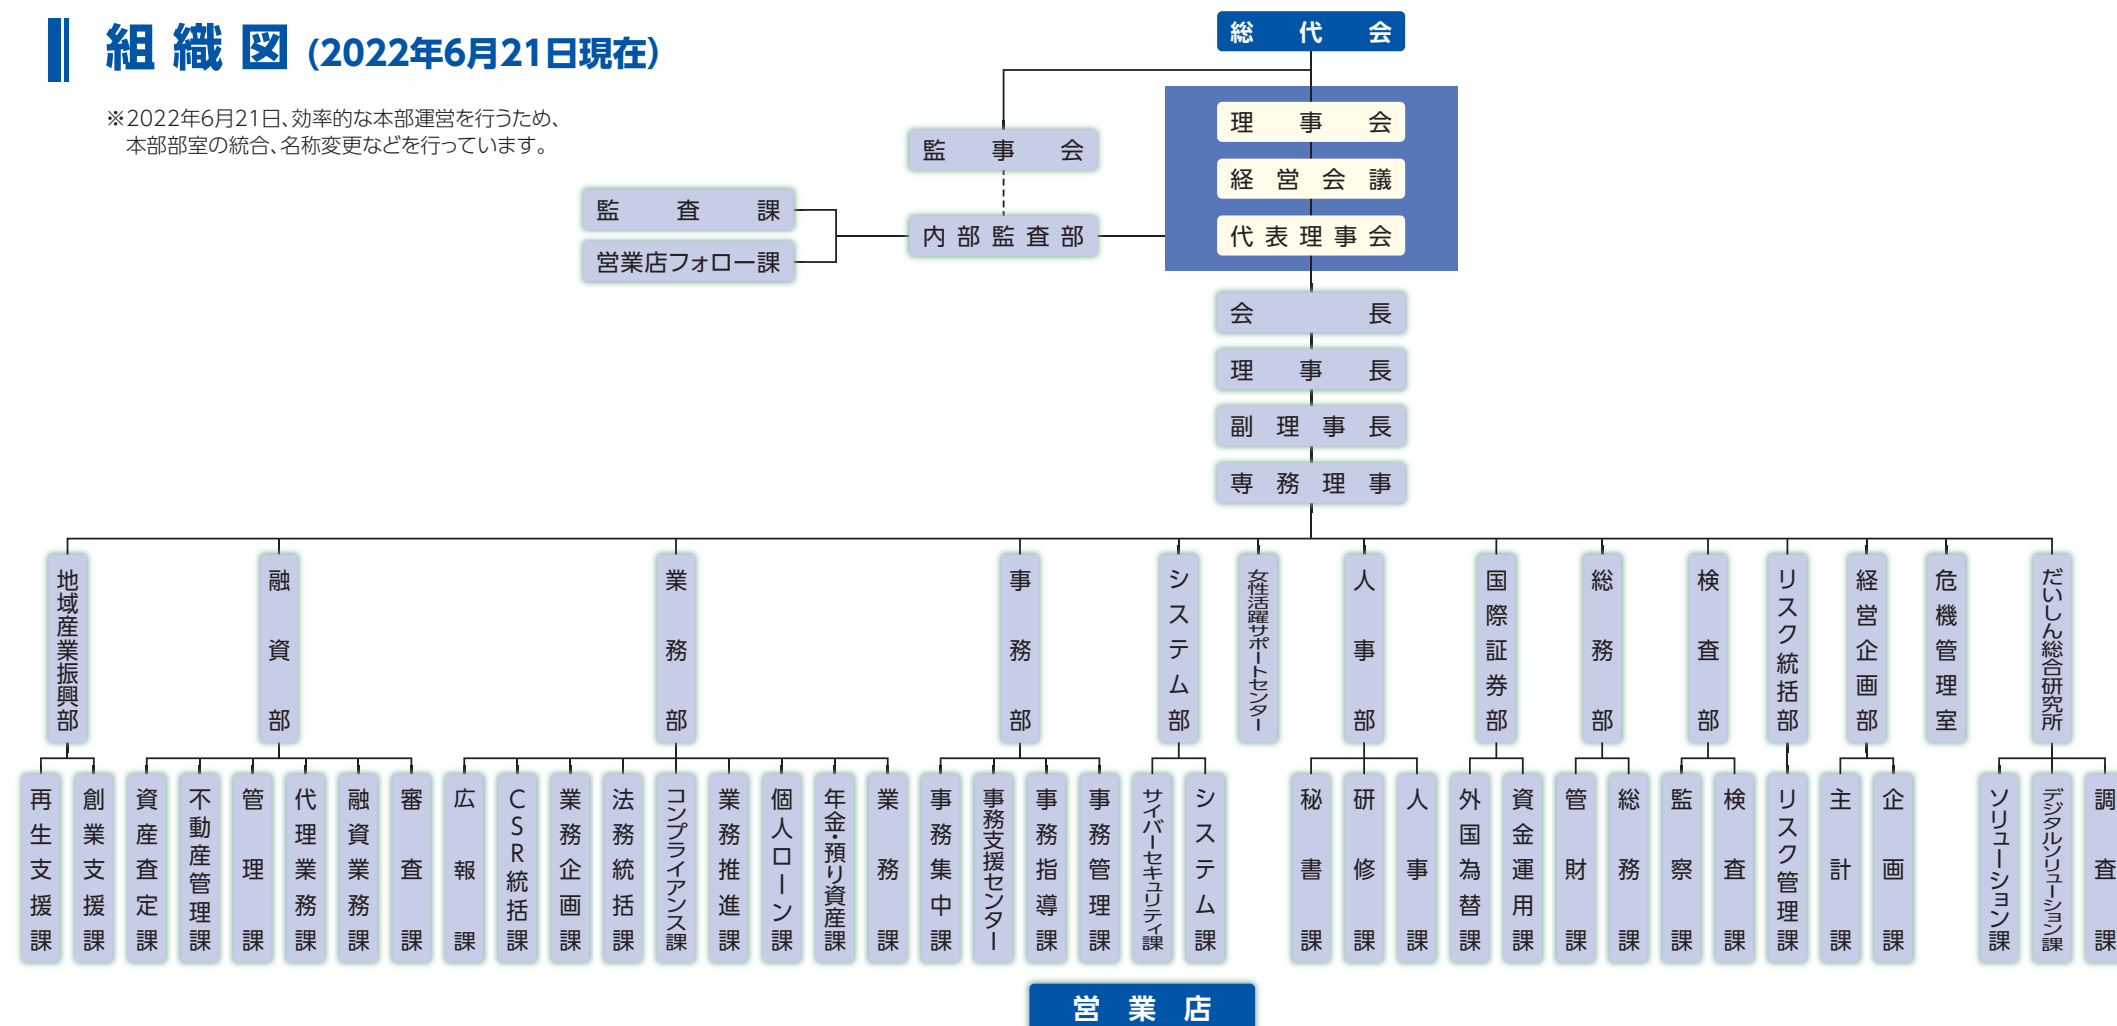 組織図 (2022年6月21日現在)
※2022年6月21日、効率的な本部運営を行うため、
本部部室の統合、名称変更などを行っています。
総代会
理事会
経営会議
代表理事会
監事会
内部監査部
監査課
営業店フォロー課
会長
理事長
副理事長
専務理事
地域産業振興部
融資部
業務部
事務部
システム部
女性活躍サポートセンター
人事部
国際証券部
総務部
検査部
リスク統括部
経営企画部
危機管理室
だいしん総合研究所
再生支援課
創業支援課
資産査定課
不動産管理課
管理課
代理業務課
融資業務課
審査課
広報課
CSR統括課
業務企画課
法務統括課
コンプライアンス課
業務推進課
個人ローン課
年金・預り資産課
業務課
事務集中課
事務支援センター
事務指導課
事務管理課
サイバーセキュリティ課
システム課
秘書課
研修課
人事課
外国為替課
資金運用課
管財課
総務課
監察課
検査課
リスク管理課
主計課
企画課
ソリューション課
デジタルソリューション課
調査課
営業店